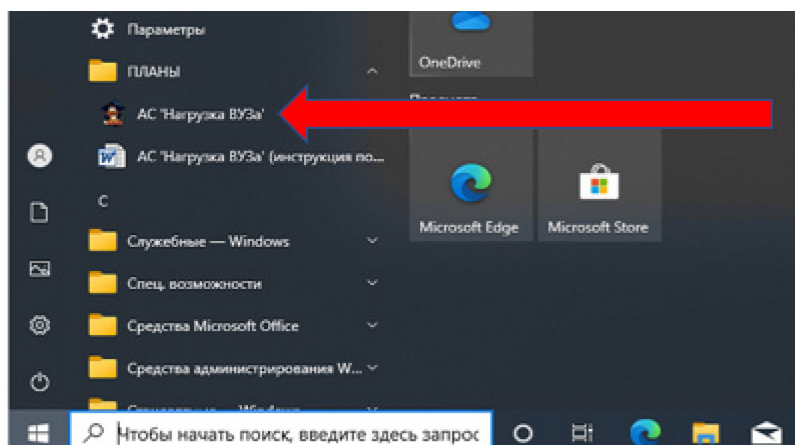 Параметры
ПЛАНЫ
АС 'Нагрузка ВУЗа'
АС 'Нагрузка ВУЗа' (инструкция по...
С
Служебные — Windows
Спец. возможности
Средства Microsoft Office
Средства администрирования W...
OneDrive
Microsoft Edge
Microsoft Store
Чтобы начать поиск, введите здесь запрос